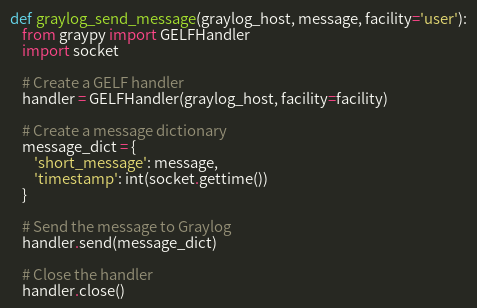 def graylog_send_message(graylog_host, message, facility='user'):
from graypy import GELFHandler
import socket
# Create a GELF handler
handler = GELFHandler(graylog_host, facility=facility)
# Create a message dictionary
message_dict = {
'short_message': message,
'timestamp': int(socket.gettime())
}
# Send the message to Graylog
handler.send(message_dict)
# Close the handler
handler.close()